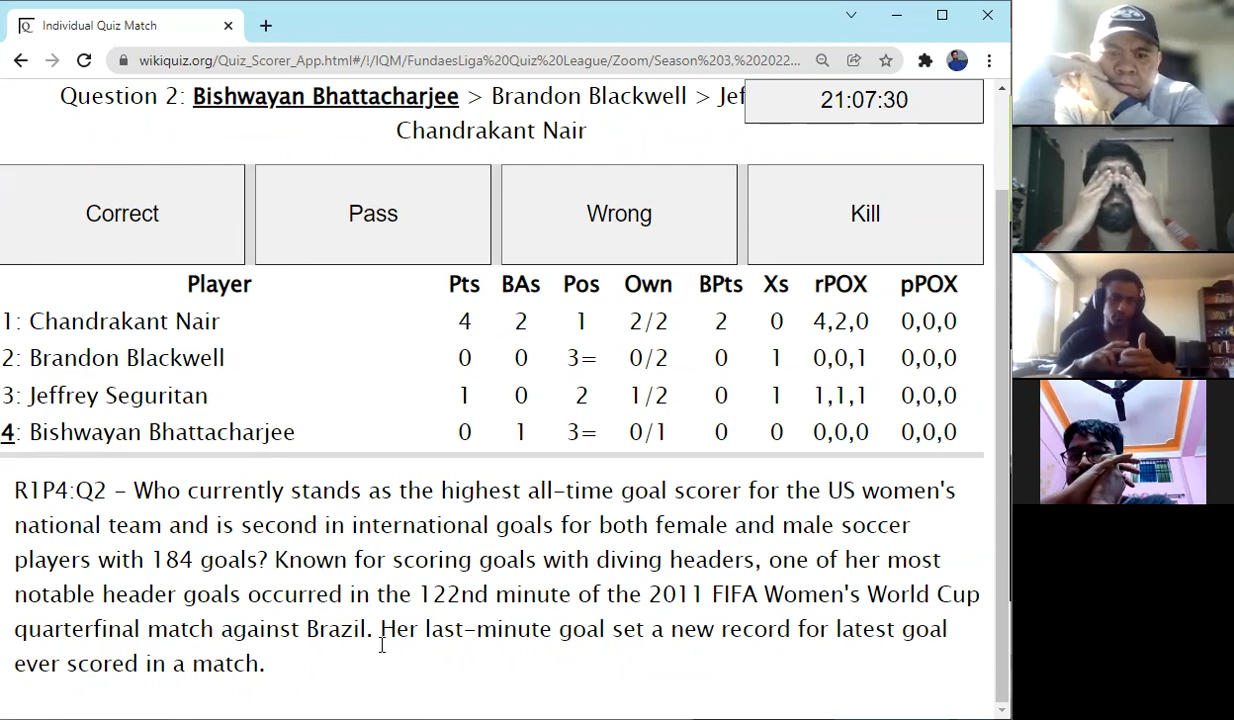 Individual Quiz Match
wikiquiz.org/Quiz_Scorer_App.html#/!/IQM/FundaesLiga%20Quiz%20League/Zoom/Season%203,%202022...
Question 2: Bishwayan Bhattacharjee > Brandon Blackwell > Jef
21:07:30
Chandrakant Nair
Correct Pass Wrong Kill
Player Pts BAs Pos Own BPts Xs rPOX pPOX
1: Chandrakant Nair 4 2 1 2/2 2 0 4,2,0 0,0,0
2: Brandon Blackwell 0 0 3= 0/2 0 1 0,0,1 0,0,0
3: Jeffrey Seguritan 1 0 2 1/2 0 1 1,1,1 0,0,0
4: Bishwayan Bhattacharjee 0 1 3= 0/1 0 0 0,0,0 0,0,0
R1P4:Q2 - Who currently stands as the highest all-time goal scorer for the US women's
national team and is second in international goals for both female and male soccer
players with 184 goals? Known for scoring goals with diving headers, one of her most
notable header goals occurred in the 122nd minute of the 2011 FIFA Women's World Cup
quarterfinal match against Brazil. Her last-minute goal set a new record for latest goal
ever scored in a match.